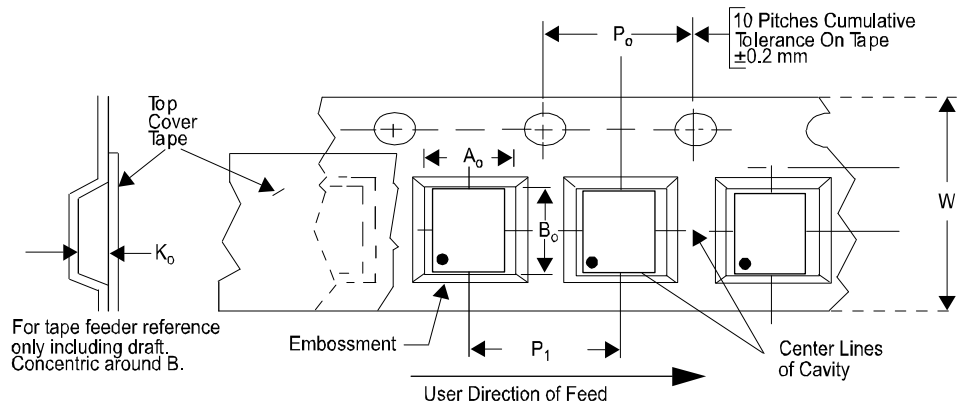 10 Pitches Cumulative
Tolerance On Tape
±0.2 mm
Po
Top
Cover
Tape
Ao
W
Bo
Ko
For tape feeder reference
only including draft.
Concentric around B.
Embossment
P1
Center Lines
of Cavity
User Direction of Feed